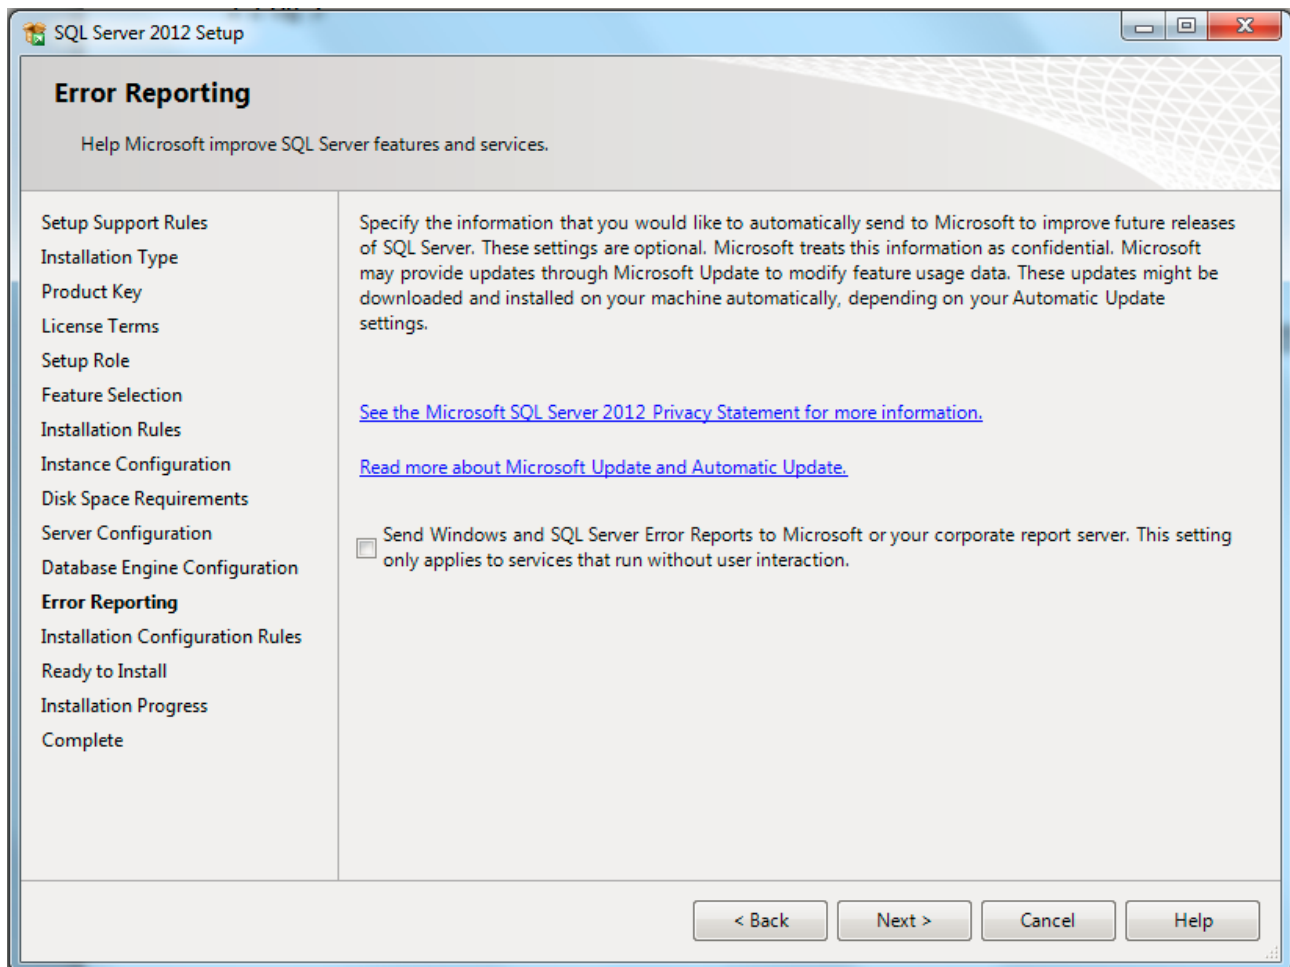 SQL Server 2012 Setup
Error Reporting
Help Microsoft improve SQL Server features and services.
Setup Support Rules
Installation Type
Product Key
License Terms
Setup Role
Feature Selection
Installation Rules
Instance Configuration
Disk Space Requirements
Server Configuration
Database Engine Configuration
Error Reporting
Installation Configuration Rules
Ready to Install
Installation Progress
Complete
Specify the information that you would like to automatically send to Microsoft to improve future releases
of SQL Server. These settings are optional. Microsoft treats this information as confidential. Microsoft
may provide updates through Microsoft Update to modify feature usage data. These updates might be
downloaded and installed on your machine automatically, depending on your Automatic Update
settings.
See the Microsoft SQL Server 2012 Privacy Statement for more information.
Read more about Microsoft Update and Automatic Update.
Send Windows and SQL Server Error Reports to Microsoft or your corporate report server. This setting
only applies to services that run without user interaction.
< Back
Next >
Cancel
Help